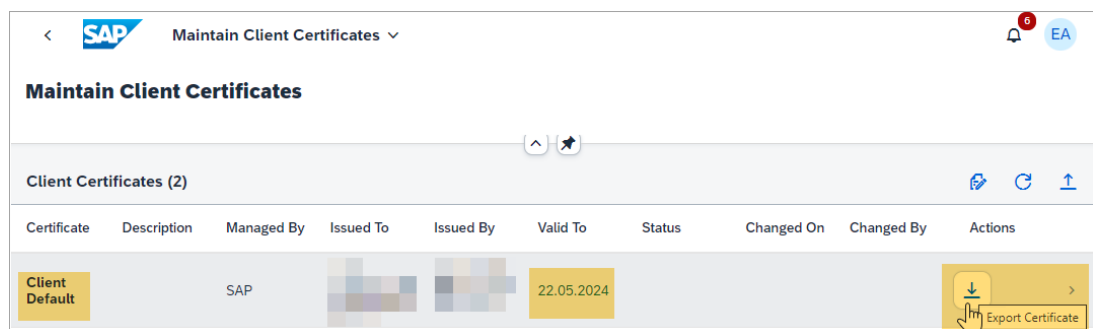 SAP Maintain Client Certificates
6
EA
Maintain Client Certificates
Client Certificates (2)
Certificate Description Managed By Issued To Issued By Valid To Status Changed On Changed By Actions
Client
Default
SAP 22.05.2024
Export Certificate